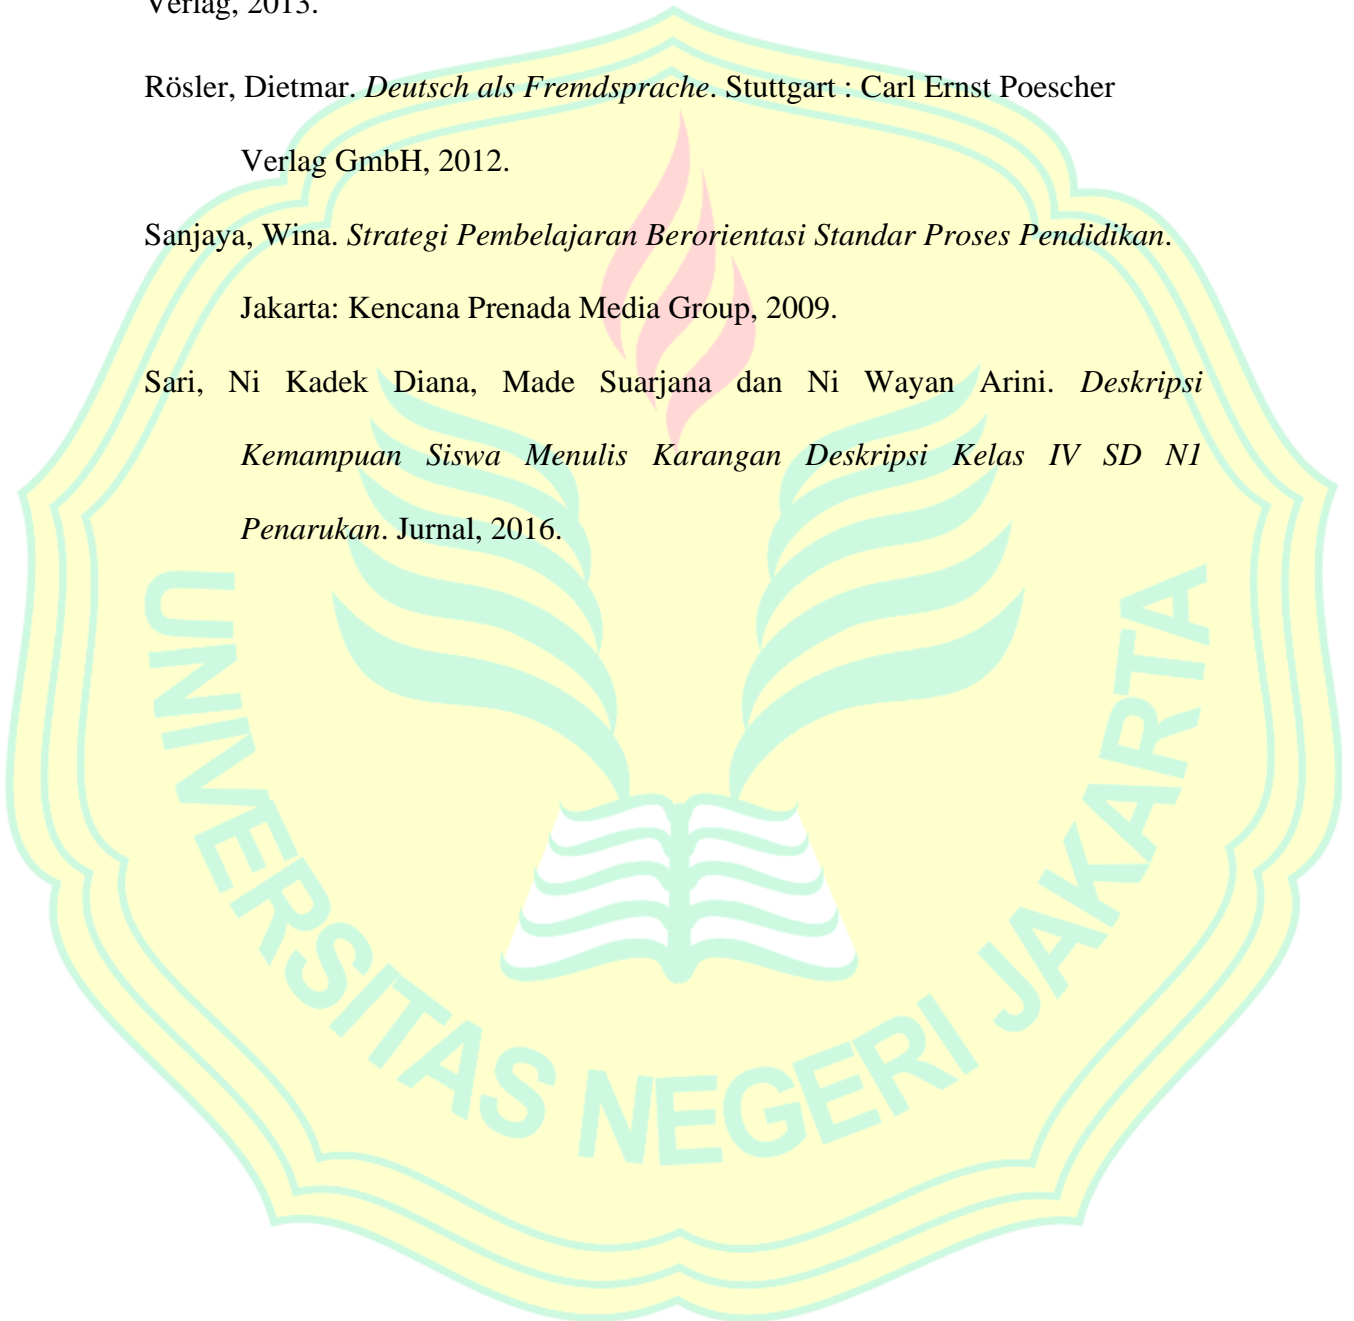 Verlag, 2013.
Rösler, Dietmar. Deutsch als Fremdsprache. Stuttgart : Carl Ernst Poescher
Verlag GmbH, 2012.
Sanjaya, Wina. Strategi Pembelajaran Berorientasi Standar Proses Pendidikan.
Jakarta: Kencana Prenada Media Group, 2009.
Sari, Ni Kadek Diana, Made Suarjana dan Ni Wayan Arini. Deskripsi
Kemampuan Siswa Menulis Karangan Deskripsi Kelas IV SD N1
Penarukan. Jurnal, 2016.
UNIVERSITAS NEGERI JAKARTA